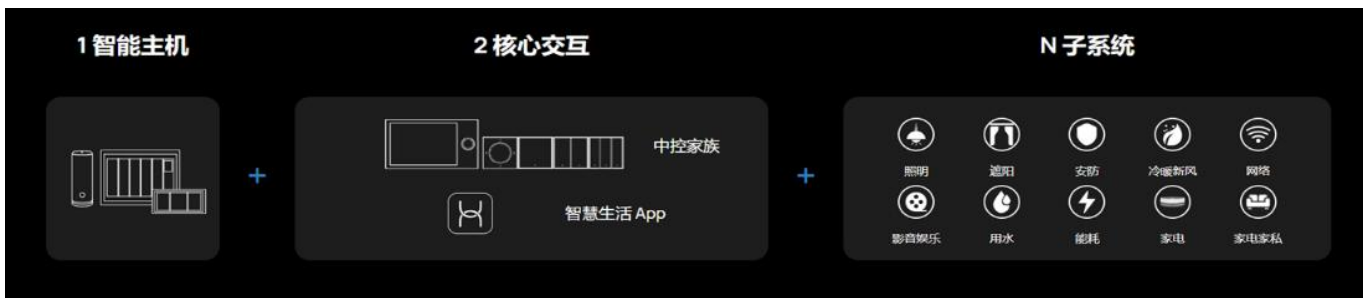 1 智能主机
2 核心交互
N 子系统
中控家族
智慧生活 App
照明 遮阳 安防 冷暖新风 网络
影音娱乐 用水 能耗 家电 家电家私